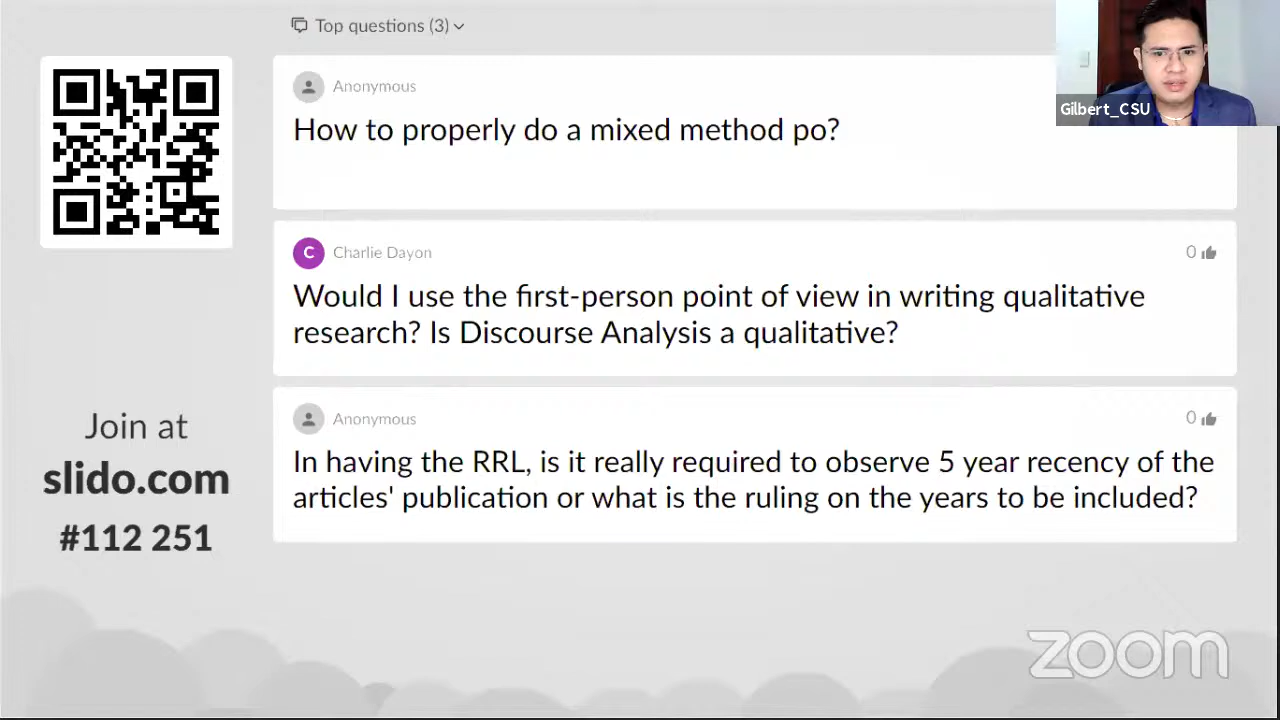 Top questions (3)
Anonymous
How to properly do a mixed method po?
Gilbert_CSU
C
Charlie Dayon
0
Would I use the first-person point of view in writing qualitative
research? Is Discourse Analysis a qualitative?
Anonymous
0
In having the RRL, is it really required to observe 5 year recency of the
articles' publication or what is the ruling on the years to be included?
Join at
slido.com
#112 251
zoom